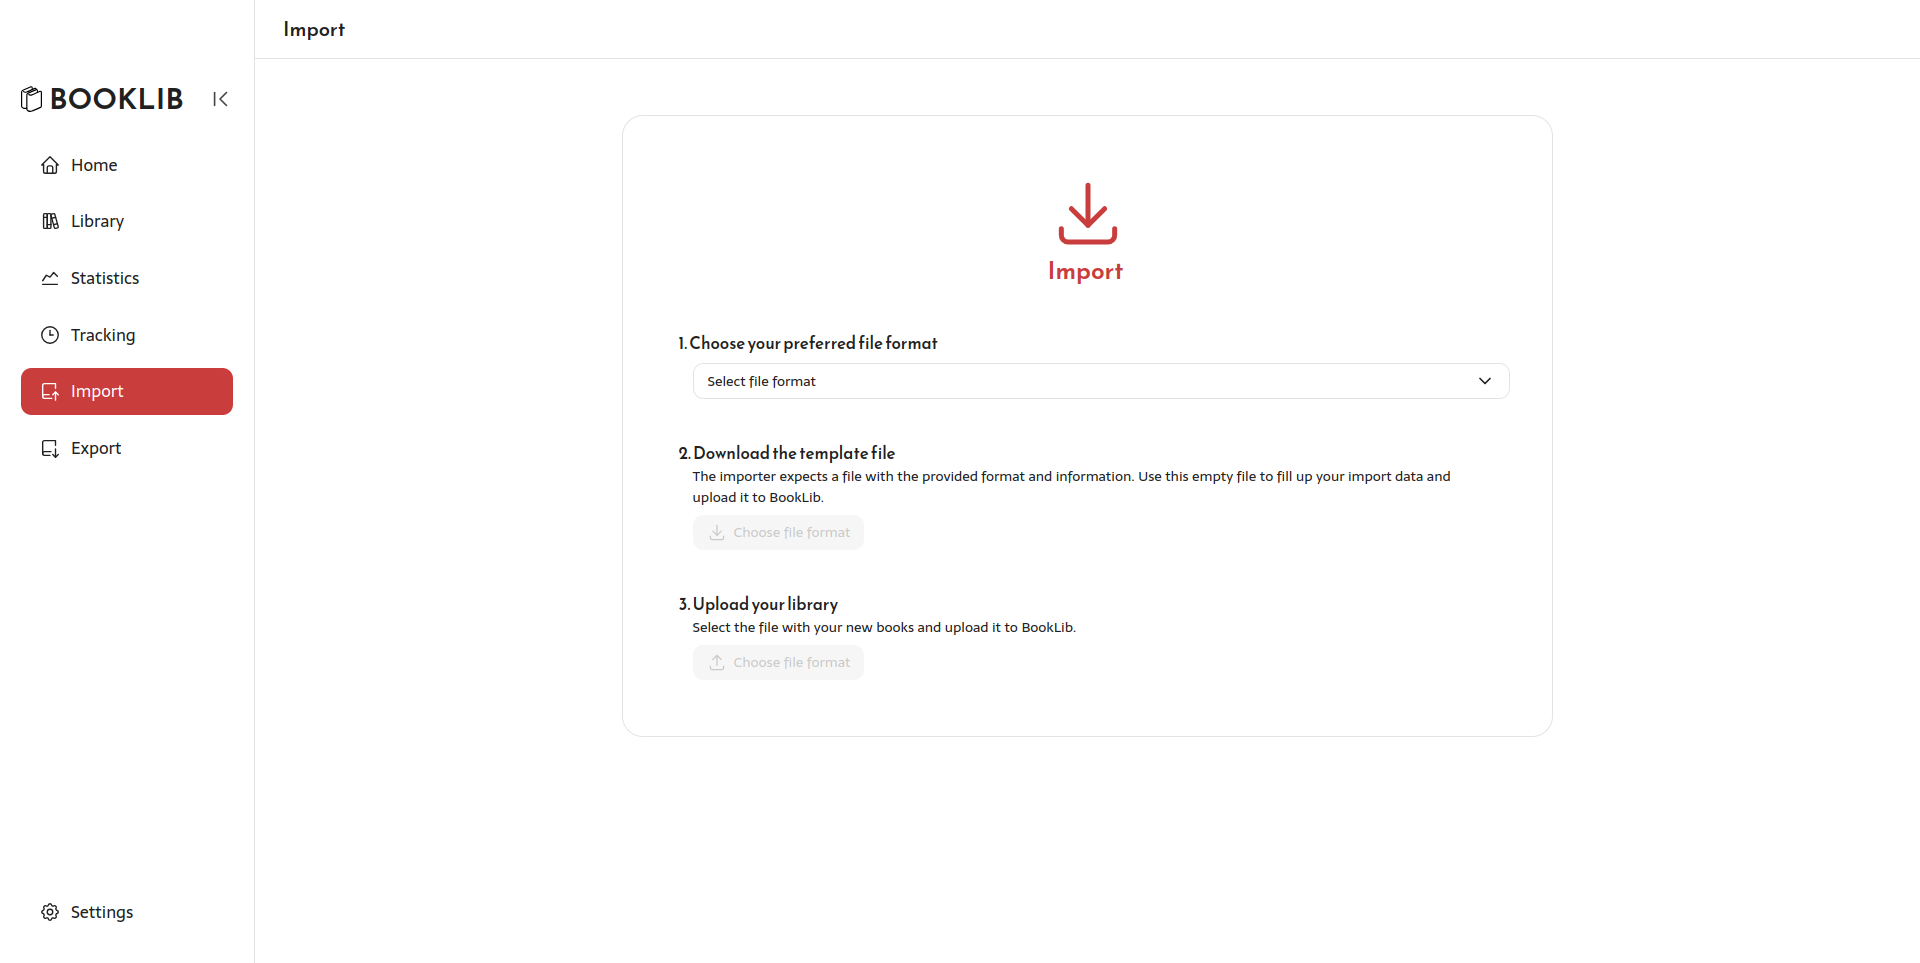 Import
BOOKLIB
Home
Library
Statistics
Tracking
Import
Export
Settings
Import
1. Choose your preferred file format
Select file format
2. Download the template file
The importer expects a file with the provided format and information. Use this empty file to fill up your import data and
upload it to BookLib.
Choose file format
3. Upload your library
Select the file with your new books and upload it to BookLib.
Choose file format